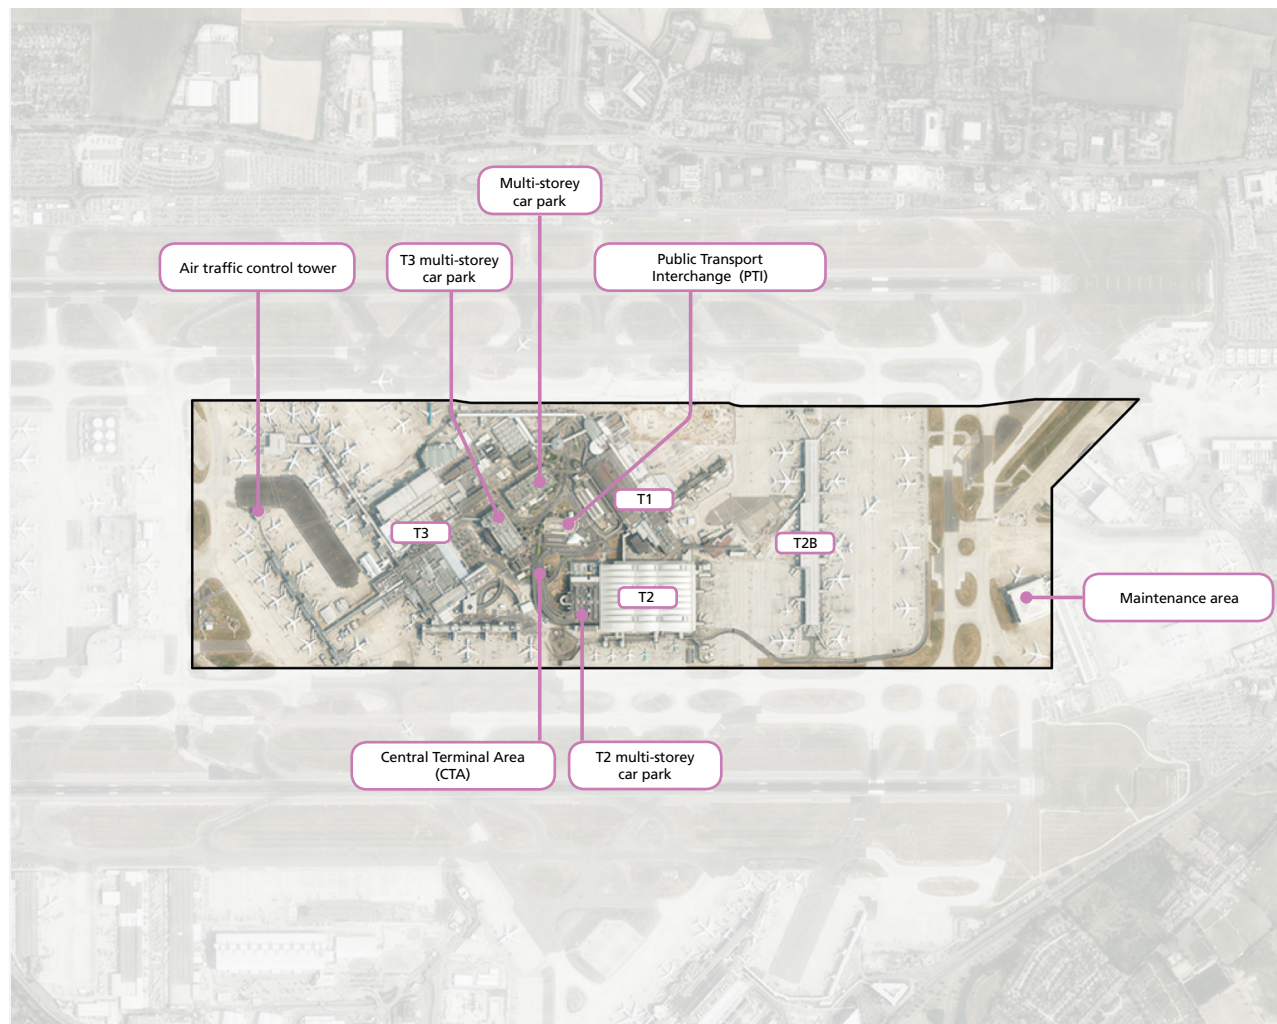 Multi-storey
car park
Air traffic control tower
T3 multi-storey
car park
Public Transport
Interchange (PTI)
T1
T3
T2B
T2
Maintenance area
Central Terminal Area
(CTA)
T2 multi-storey
car park